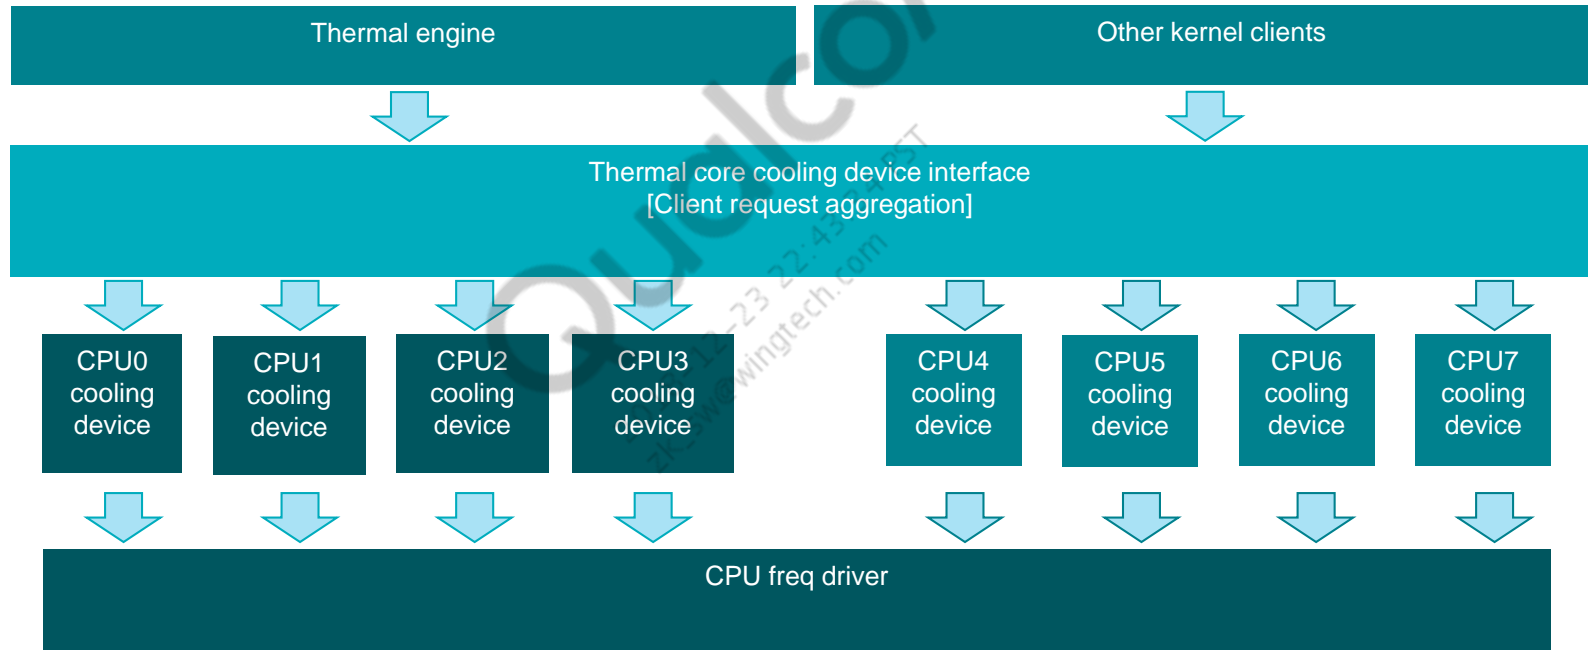 Thermal engine
Other kernel clients
Thermal core cooling device interface
[Client request aggregation]
CPU0
cooling
device
CPU1
cooling
device
CPU2
cooling
device
CPU3
cooling
device
CPU4
cooling
device
CPU5
cooling
device
CPU6
cooling
device
CPU7
cooling
device
CPU freq driver